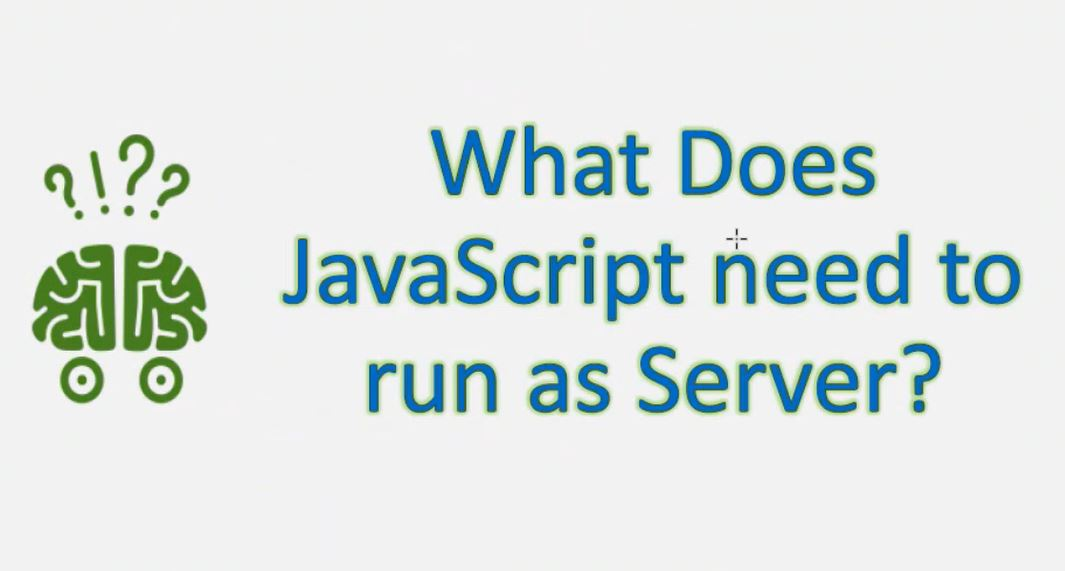 What Does
JavaScript need to
run as Server?